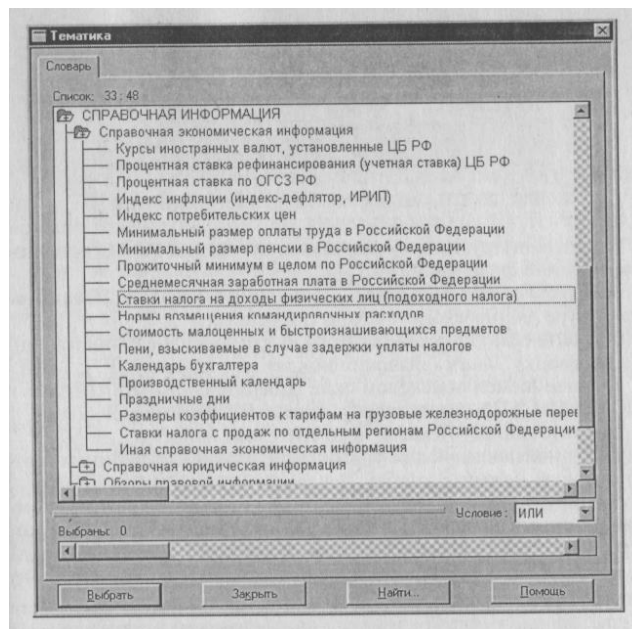 Тематика
Словарь
Список: 33:48
СПРАВОЧНАЯ ИНФОРМАЦИЯ
Справочная экономическая информация
Курсы иностранных валют, установленные ЦБ РФ
Процентная ставка рефинансирования (учетная ставка) ЦБ РФ
Процентная ставка по ОГСЗ РФ
Индекс инфляции (индекс-дефлятор, ИРИП)
Индекс потребительских цен
Минимальный размер оплаты труда в Российской Федерации
Минимальный размер пенсии в Российской Федерации
Прожиточный минимум в целом по Российской Федерации
Среднемесячная заработная плата в Российской Федерации
Ставки налога на доходы физических лиц (подоходного налога)
Нормы возмещения командировочных расходов
Стоимость малоценных и быстроизнашивающихся предметов
Пени, взыскиваемые в случае задержки уплаты налогов
Календарь бухгалтера
Производственный календарь
Праздничные дни
Размеры коэффициентов к тарифам на грузовые железнодорожные перев
Ставки налога с продаж по отдельным регионам Российской Федерации
Иная справочная экономическая информация
Справочная юридическая информация
Обзоры правовой информации
Условие: ИЛИ
Выбраны: 0
Выбрать Закрыть Найти... Помощь